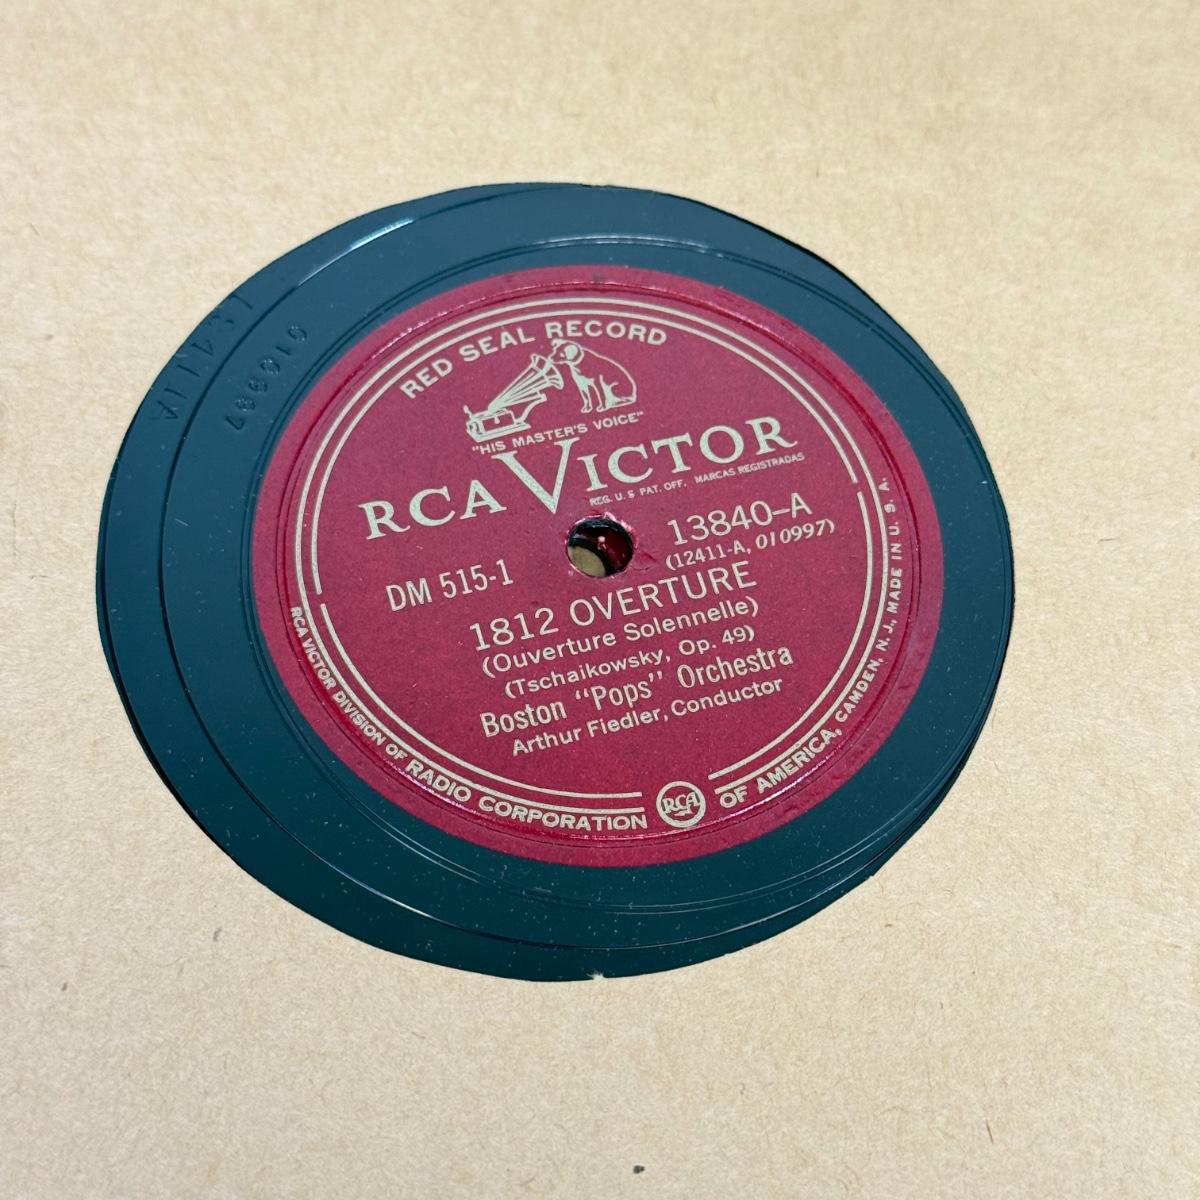 RED SEAL RECORD
"HIS MASTER'S VOICE"
RCA VICTOR
REG. U. S. PAT. OFF. MARCAS REGISTRADAS
13840-A
(12411-A, 010997)
DM 515-1
1812 OVERTURE
(Ouverture Solennelle)
(Tschaikowsky, Op. 49)
Boston "Pops" Orchestra
Arthur Fiedler, Conductor
RCA VICTOR DIVISION OF RADIO CORPORATION RCA OF AMERICA, CAMDEN, N. J., MADE IN U. S. A.